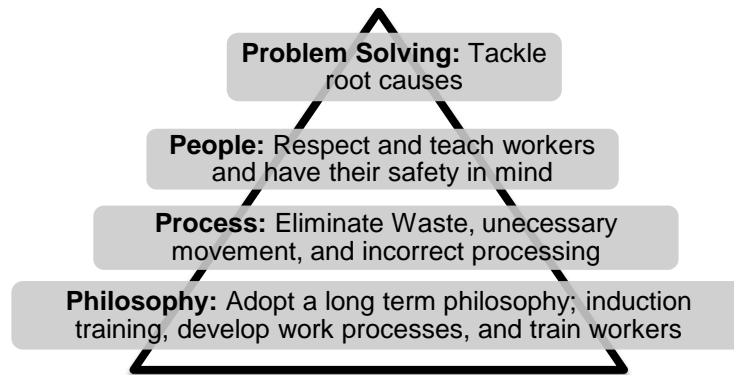 Problem Solving: Tackle
root causes
People: Respect and teach workers
and have their safety in mind
Process: Eliminate Waste, unecessary
movement, and incorrect processing
Philosophy: Adopt a long term philosophy; induction
training, develop work processes, and train workers